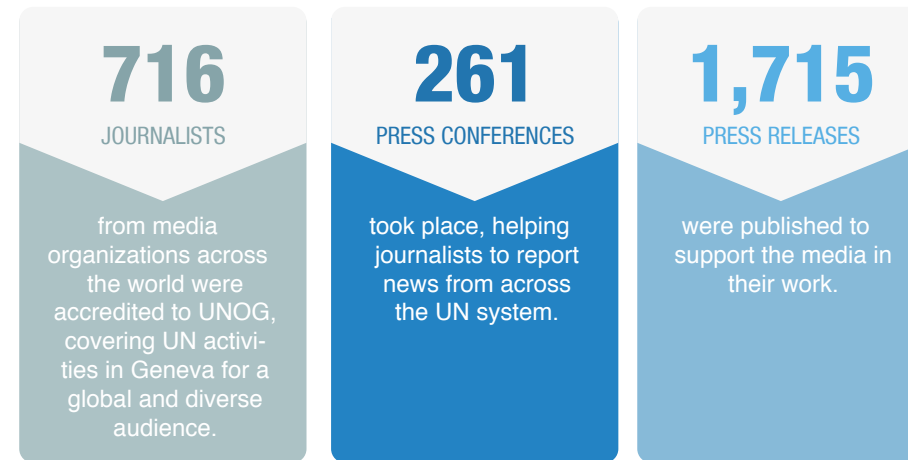 716
JOURNALISTS
from media
organizations across
the world were
accredited to UNOG,
covering UN activi-
ties in Geneva for a
global and diverse
audience.
261
PRESS CONFERENCES
took place, helping
journalists to report
news from across
the UN system.
1,715
PRESS RELEASES
were published to
support the media in
their work.